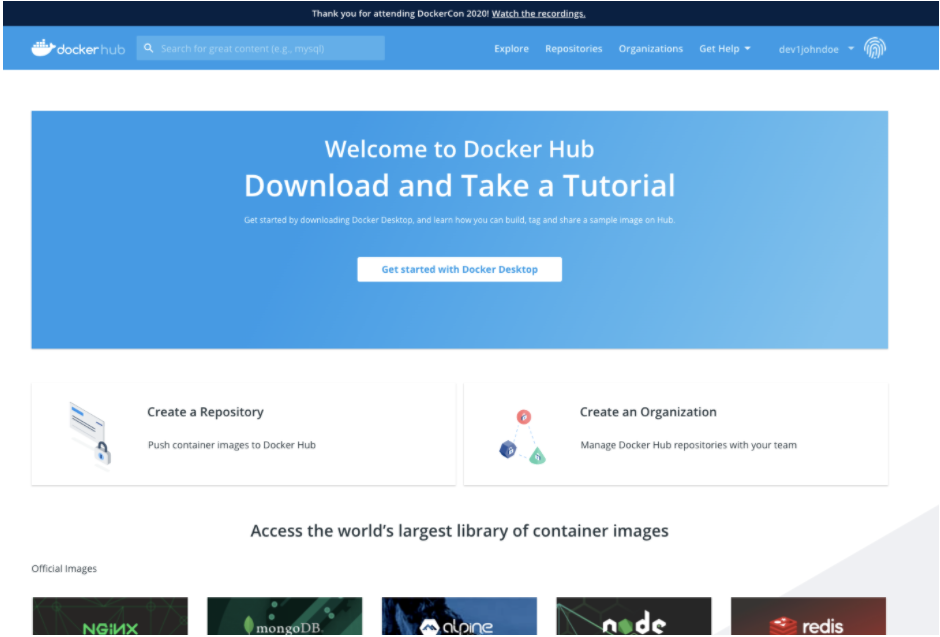 Thank you for attending DockerCon 2020! Watch the recordings.
dockerhub
Search for great content (e.g., mysql)
Explore
Repositories
Organizations
Get Help
dev1johndoe
Welcome to Docker Hub
Download and Take a Tutorial
Get started by downloading Docker Desktop, and learn how you can build, tag and share a sample image on Hub.
Get started with Docker Desktop
Create a Repository
Push container images to Docker Hub
Create an Organization
Manage Docker Hub repositories with your team
Access the world's largest library of container images
Official Images
NGINX
mongoDB.
alpine
node
redis